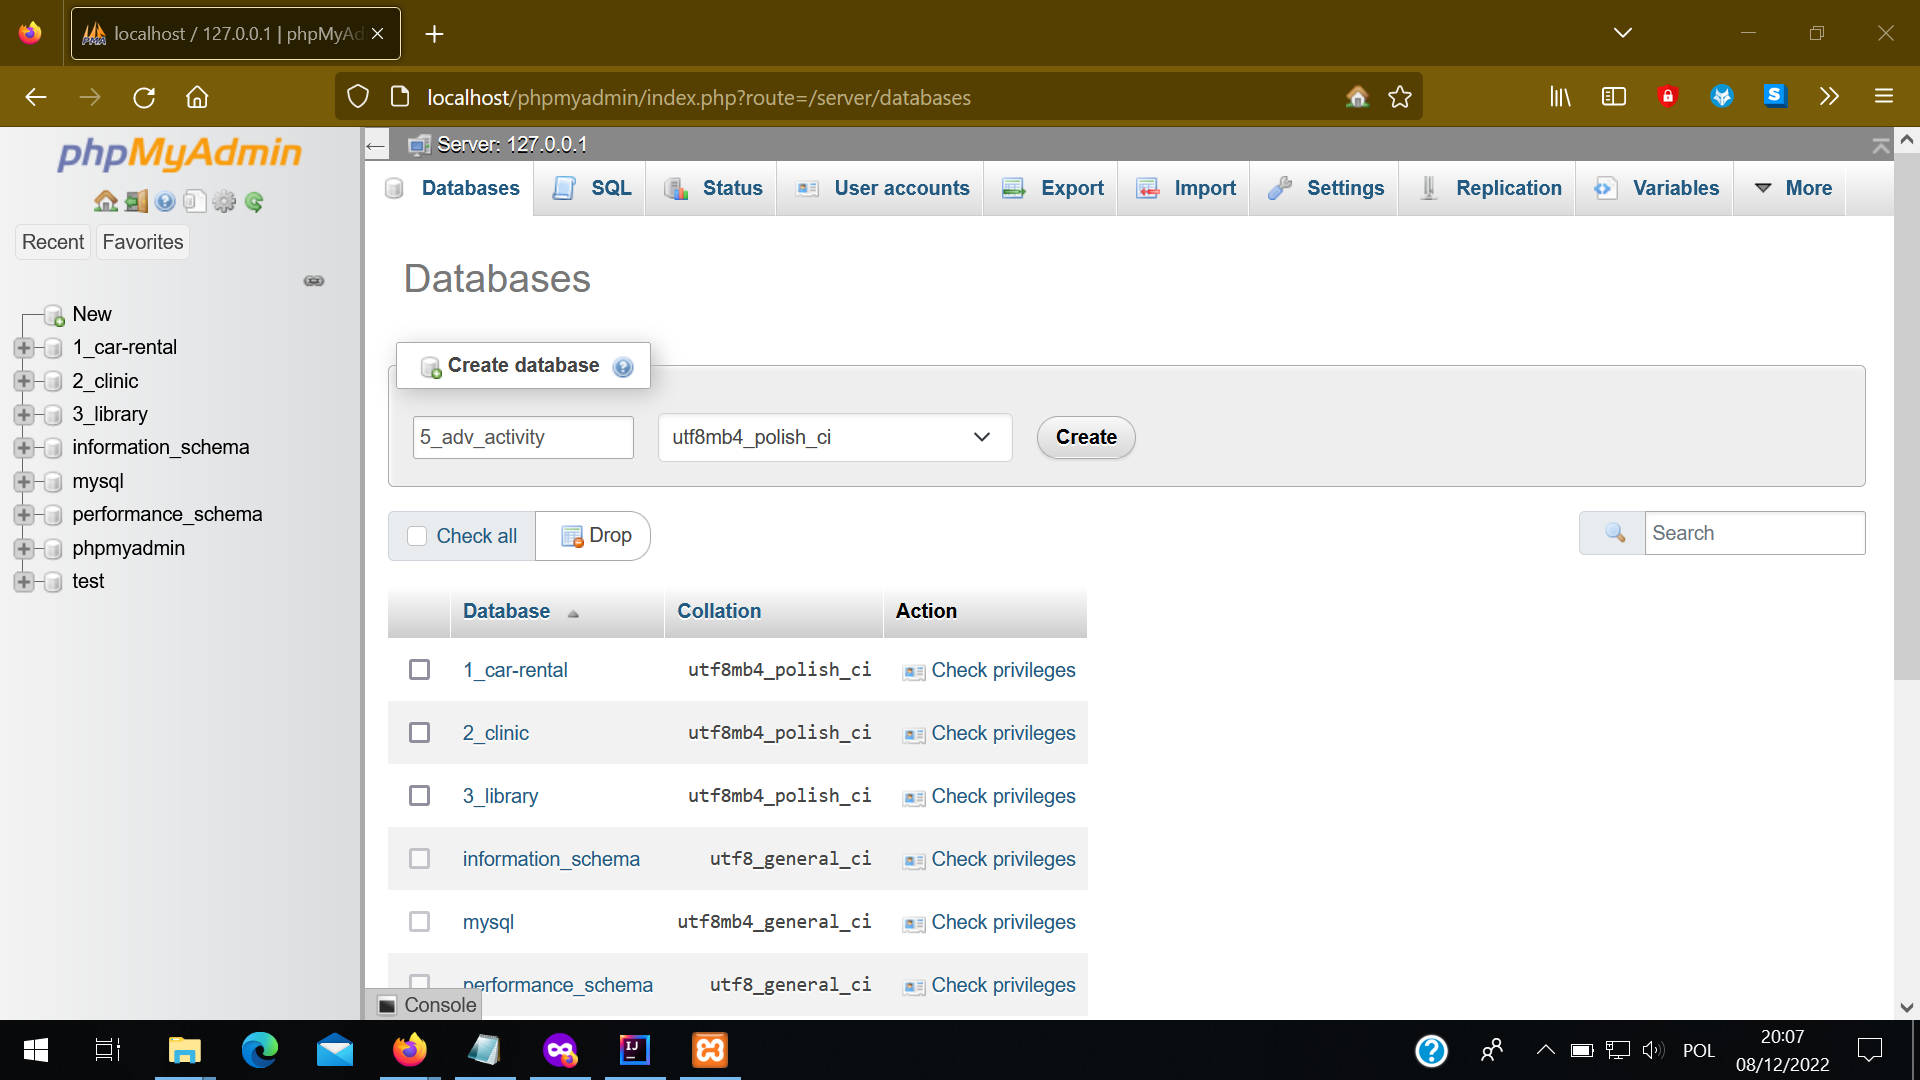 localhost / 127.0.0.1 | phpMyAd
localhost/phpmyadmin/index.php?route=/server/databases
phpMyAdmin
Recent
Favorites
New
1_car-rental
2_clinic
3_library
information_schema
mysql
performance_schema
phpmyadmin
test
Server: 127.0.0.1
Databases
SQL
Status
User accounts
Export
Import
Settings
Replication
Variables
More
Databases
Create database
5_adv_activity
utf8mb4_polish_ci
Create
Check all
Drop
Search
Database Collation Action
1_car-rental utf8mb4_polish_ci Check privileges
2_clinic utf8mb4_polish_ci Check privileges
3_library utf8mb4_polish_ci Check privileges
information_schema utf8_general_ci Check privileges
mysql utf8mb4_general_ci Check privileges
performance_schema utf8_general_ci Check privileges
Console
POL
20:07
08/12/2022